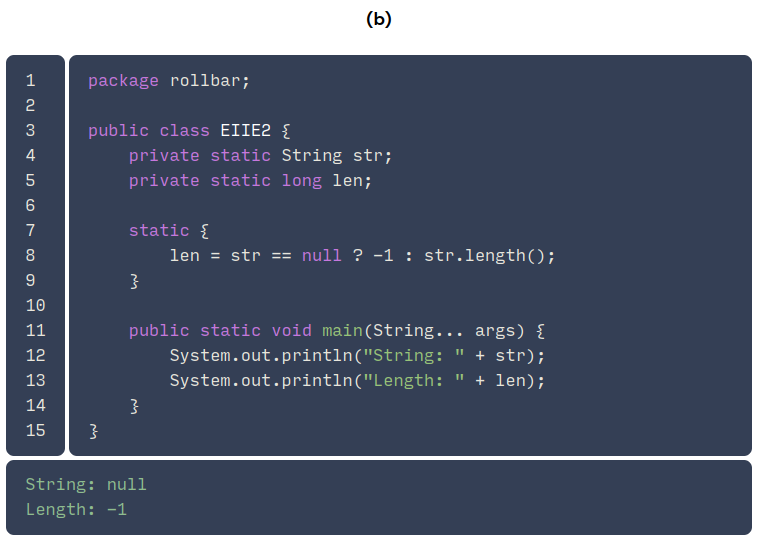 (b)
1 package rollbar;
2
3 public class EIIE2 {
4     private static String str;
5     private static long len;
6
7     static {
8         len = str == null ? -1 : str.length();
9     }
10
11     public static void main(String... args) {
12         System.out.println("String: " + str);
13         System.out.println("Length: " + len);
14     }
15 }
String: null
Length: -1